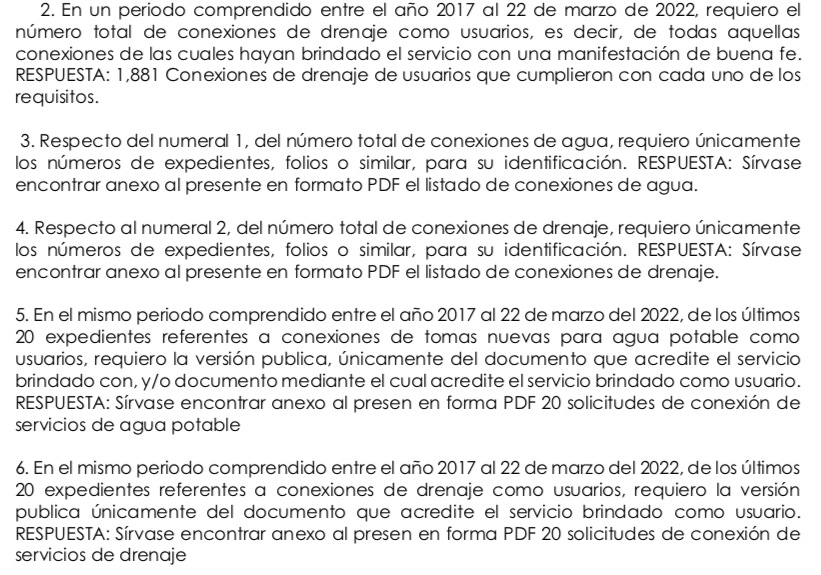 2. En un periodo comprendido entre el año 2017 al 22 de marzo de 2022, requiero el
número total de conexiones de drenaje como usuarios, es decir, de todas aquellas
conexiones de las cuales hayan brindado el servicio con una manifestación de buena fe.
RESPUESTA: 1,881 Conexiones de drenaje de usuarios que cumplieron con cada uno de los
requisitos.
3. Respecto del numeral 1, del número total de conexiones de agua, requiero únicamente
los números de expedientes, folios o similar, para su identificación. RESPUESTA: Sírvase
encontrar anexo al presente en formato PDF el listado de conexiones de agua.
4. Respecto al numeral 2, del número total de conexiones de drenaje, requiero únicamente
los números de expedientes, folios o similar, para su identificación. RESPUESTA: Sírvase
encontrar anexo al presente en formato PDF el listado de conexiones de drenaje.
5. En el mismo periodo comprendido entre el año 2017 al 22 de marzo del 2022, de los últimos
20 expedientes referentes a conexiones de tomas nuevas para agua potable como
usuarios, requiero la versión publica, únicamente del documento que acredite el servicio
brindado con, y/o documento mediante el cual acredite el servicio brindado como usuario.
RESPUESTA: Sírvase encontrar anexo al presen en forma PDF 20 solicitudes de conexión de
servicios de agua potable
6. En el mismo periodo comprendido entre el año 2017 al 22 de marzo del 2022, de los últimos
20 expedientes referentes a conexiones de drenaje como usuarios, requiero la versión
publica únicamente del documento que acredite el servicio brindado como usuario.
RESPUESTA: Sírvase encontrar anexo al presen en forma PDF 20 solicitudes de conexión de
servicios de drenaje